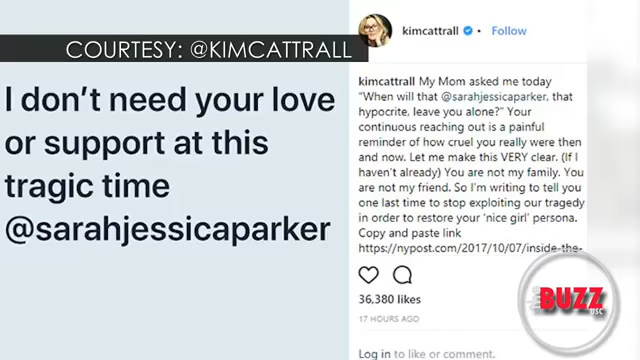 COURTESY: @KIMCATTRALL
I don't need your love
or support at this
tragic time
@sarahjessicaparker
kimcattrall • Follow
kimcattrall My Mom asked me today
"When will that @sarahjessicaparker, that
hypocrite, leave you alone?" Your
continuous reaching out is a painful
reminder of how cruel you really were then
and now. Let me make this VERY clear. (If I
haven't already) You are not my family. You
are not my friend. So I'm writing to tell you
one last time to stop exploiting our tragedy
in order to restore your 'nice girl' persona.
Copy and paste link
https://nypost.com/2017/10/07/inside-the-
36,380 likes
17 HOURS AGO
Log in to like or comment.
BUZZ